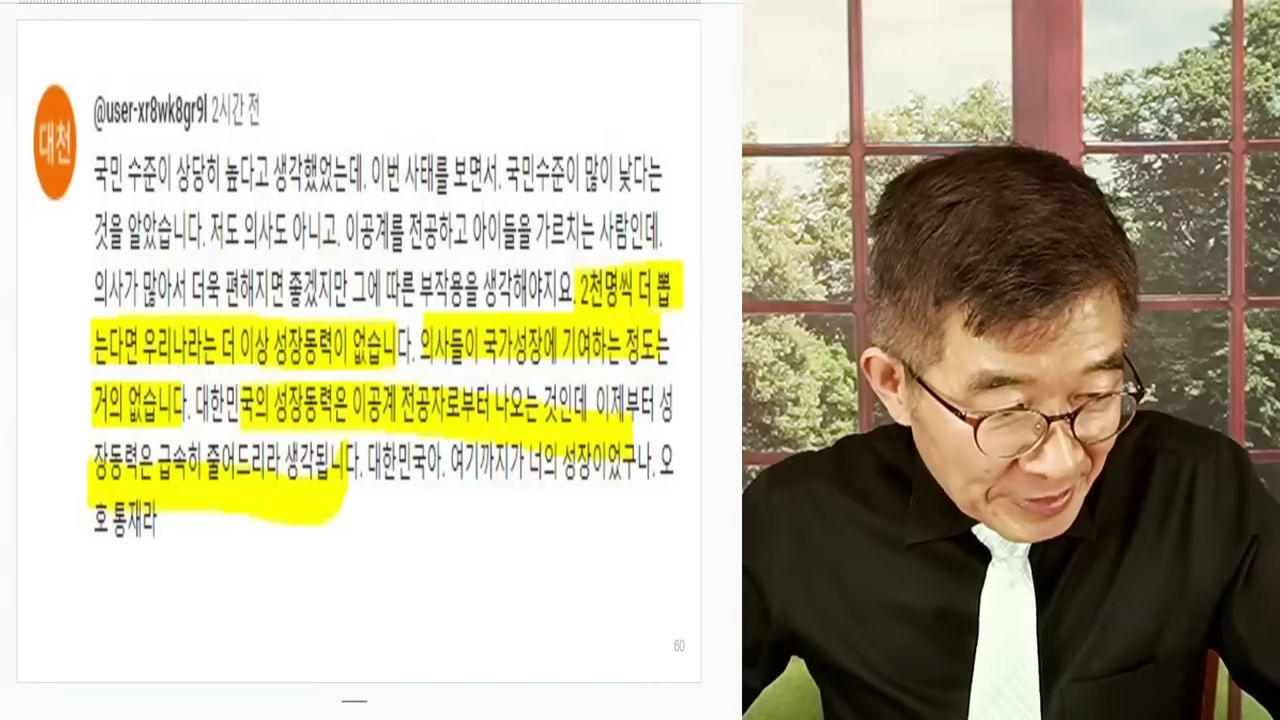 대천
@user-xr8wk8gr9l 2시간 전
국민 수준이 상당히 높다고 생각했었는데. 이번 사태를 보면서. 국민수준이 많이 낮다는
것을 알았습니다. 저도 의사도 아니고. 이공계를 전공하고 아이들을 가르치는 사람인데.
의사가 많아서 더욱 편해지면 좋겠지만 그에 따른 부작용을 생각해야지요. 2천명씩 더 뽑
는다면 우리나라는 더 이상 성장동력이 없습니다. 의사들이 국가성장에 기여하는 정도는
거의 없습니다. 대한민국의 성장동력은 이공계 전공자로부터 나오는 것인데 이제부터 성
장동력은 급속히 줄어드리라 생각됩니다. 대한민국아. 여기까지가 너의 성장이었구나. 오
호 통재라
60